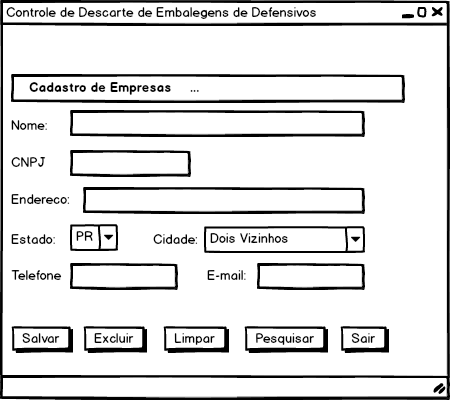 Controle de Descarte de Embalegens de Defensivos
Cadastro de Empresas ...
Nome:
CNPJ
Endereco:
Estado: PR Cidade: Dois Vizinhos
Telefone E-mail:
Salvar Excluir Limpar Pesquisar Sair